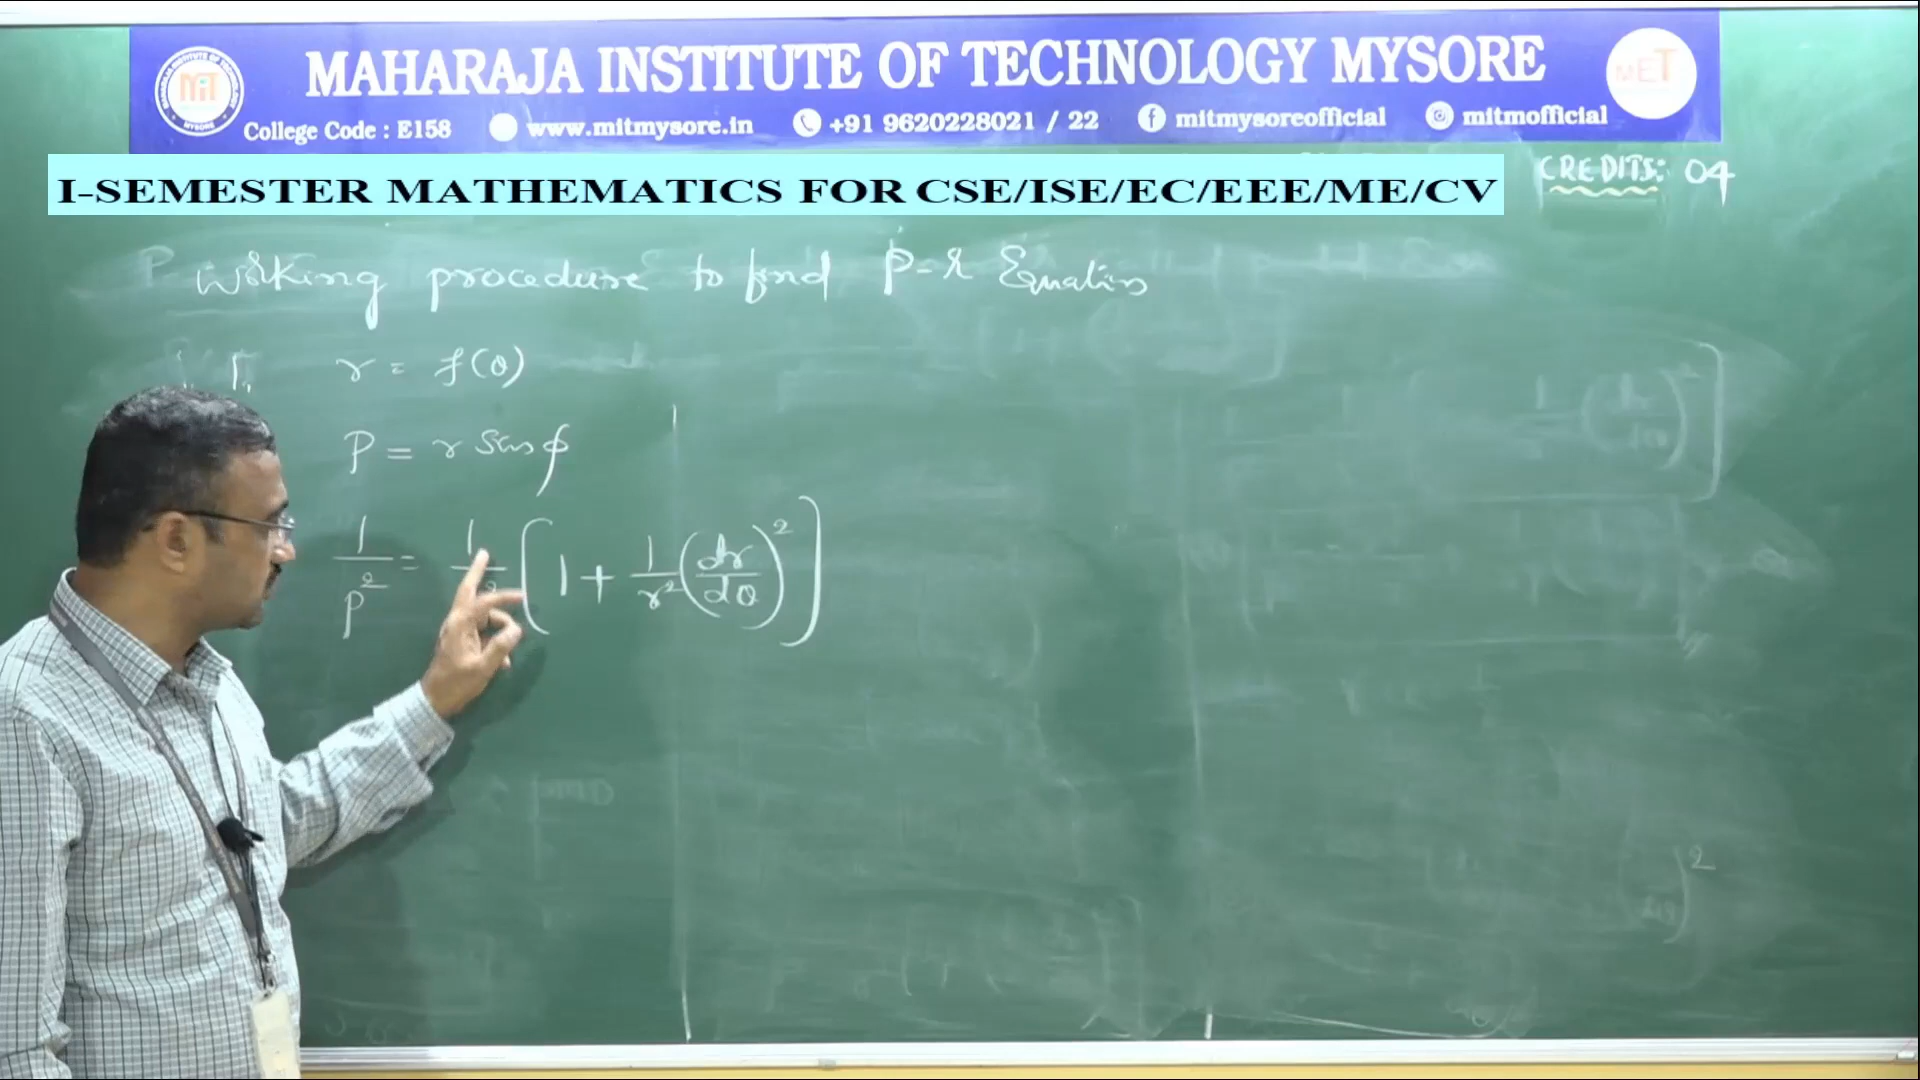 MAHARAJA INSTITUTE OF TECHNOLOGY MYSORE
College Code : E158 www.mitmysore.in +91 9620228021 / 22 mitmysoreofficial mitmofficial
I-SEMESTER MATHEMATICS FOR CSE/ISE/EC/EEE/ME/CV
CREDITS: 04
Working procedure to find P-r Equations
r = f(θ)
P = r sin φ
1/p² = 1/² [1 + 1/r² (dr/dθ)²]